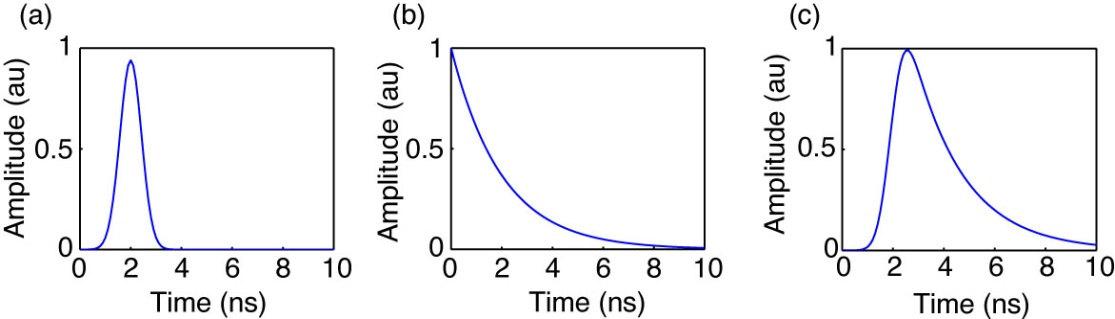 (a)
1
0.5
0
0 2 4 6 8 10
Time (ns)
Amplitude (au)
(b)
1
0.5
0
0 2 4 6 8 10
Time (ns)
Amplitude (au)
(c)
1
0.5
0
0 2 4 6 8 10
Time (ns)
Amplitude (au)